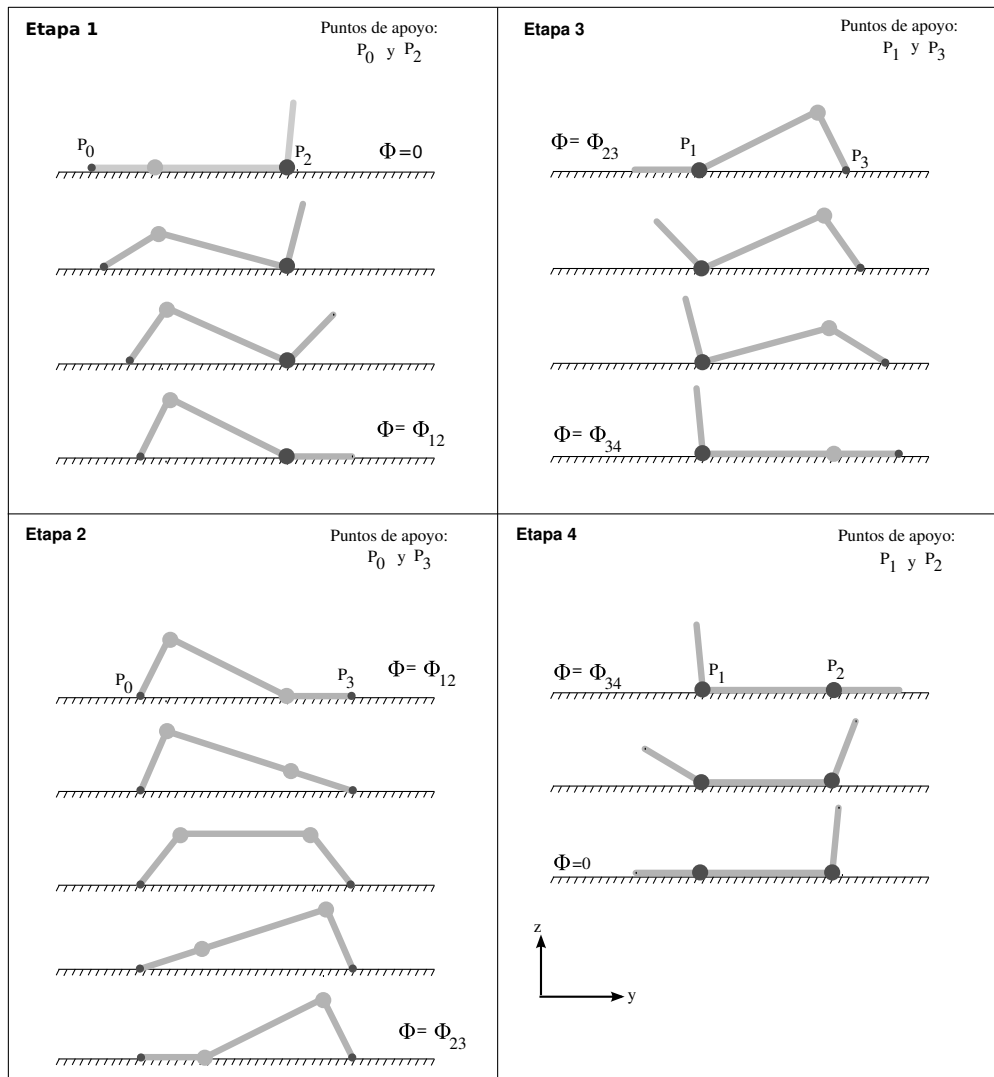 Etapa 1
Puntos de apoyo:
P0 y P2
P0
P2
Φ=0
Φ= Φ12
Etapa 3
Puntos de apoyo:
P1 y P3
Φ= Φ23
P1
P3
Φ= Φ34
Etapa 2
Puntos de apoyo:
P0 y P3
P0
P3
Φ= Φ12
Φ= Φ23
Etapa 4
Puntos de apoyo:
P1 y P2
Φ= Φ34
P1
P2
Φ=0
z
y